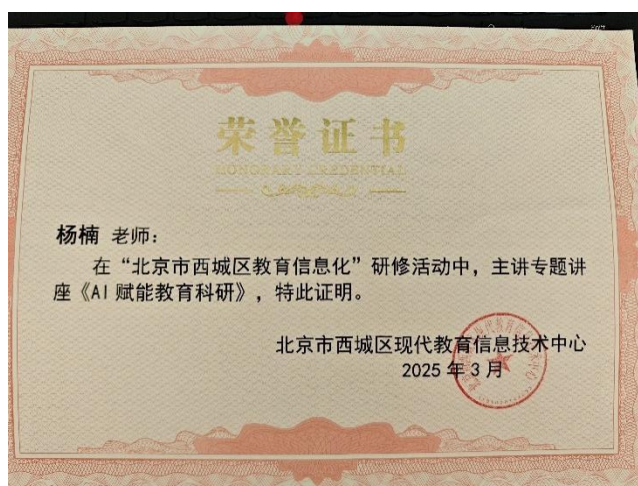 荣誉证书
HONORARY CREDENTIAL
杨楠 老师：
在“北京市西城区教育信息化”研修活动中，主讲专题讲
座《AI 赋能教育科研》，特此证明。
北京市西城区现代教育信息技术中心
2025 年 3 月